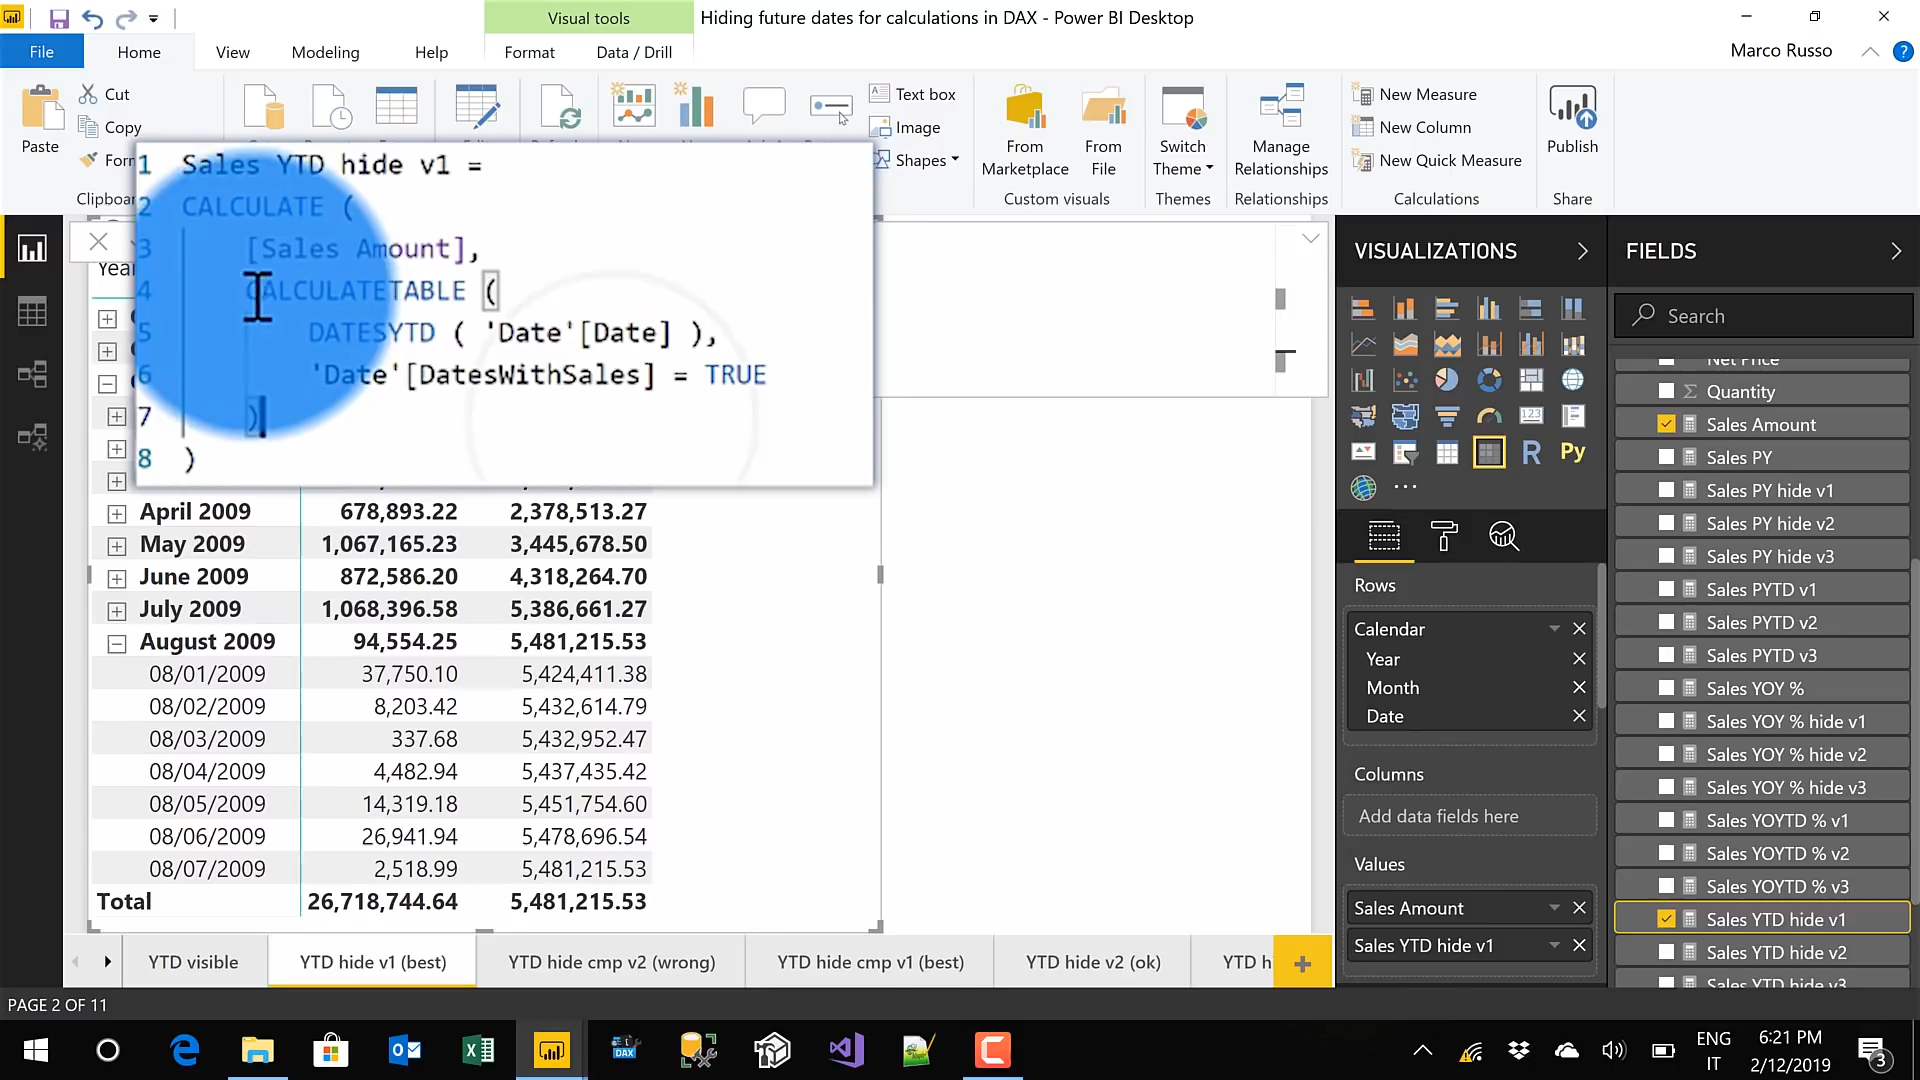 Visual tools
Hiding future dates for calculations in DAX - Power BI Desktop
File
Home
View
Modeling
Help
Format
Data / Drill
Marco Russo
Paste
Cut
Copy
Text box
Image
Shapes
From Marketplace
From File
Custom visuals
Switch Theme
Themes
Manage Relationships
Relationships
New Measure
New Column
New Quick Measure
Calculations
Publish
Share
1 Sales YTD hide v1 =
2 CALCULATE (
3 [Sales Amount],
4 CALCULATETABLE (
5 DATESYTD ( 'Date'[Date] ),
6 'Date'[DatesWithSales] = TRUE
7 )
8 )
April 2009 678,893.22 2,378,513.27
May 2009 1,067,165.23 3,445,678.50
June 2009 872,586.20 4,318,264.70
July 2009 1,068,396.58 5,386,661.27
August 2009 94,554.25 5,481,215.53
08/01/2009 37,750.10 5,424,411.38
08/02/2009 8,203.42 5,432,614.79
08/03/2009 337.68 5,432,952.47
08/04/2009 4,482.94 5,437,435.42
08/05/2009 14,319.18 5,451,754.60
08/06/2009 26,941.94 5,478,696.54
08/07/2009 2,518.99 5,481,215.53
Total 26,718,744.64 5,481,215.53
VISUALIZATIONS
R
Py
Rows
Calendar
Year
Month
Date
Columns
Add data fields here
Values
Sales Amount
Sales YTD hide v1
FIELDS
Search
Net Price
Quantity
Sales Amount
Sales PY
Sales PY hide v1
Sales PY hide v2
Sales PY hide v3
Sales PYTD v1
Sales PYTD v2
Sales PYTD v3
Sales YOY %
Sales YOY % hide v1
Sales YOY % hide v2
Sales YOY % hide v3
Sales YOYTD % v1
Sales YOYTD % v2
Sales YOYTD % v3
Sales YTD hide v1
Sales YTD hide v2
Sales YTD hide v3
YTD visible
YTD hide v1 (best)
YTD hide cmp v2 (wrong)
YTD hide cmp v1 (best)
YTD hide v2 (ok)
YTD h
PAGE 2 OF 11
DAX
ENG
IT
6:21 PM
2/12/2019
3